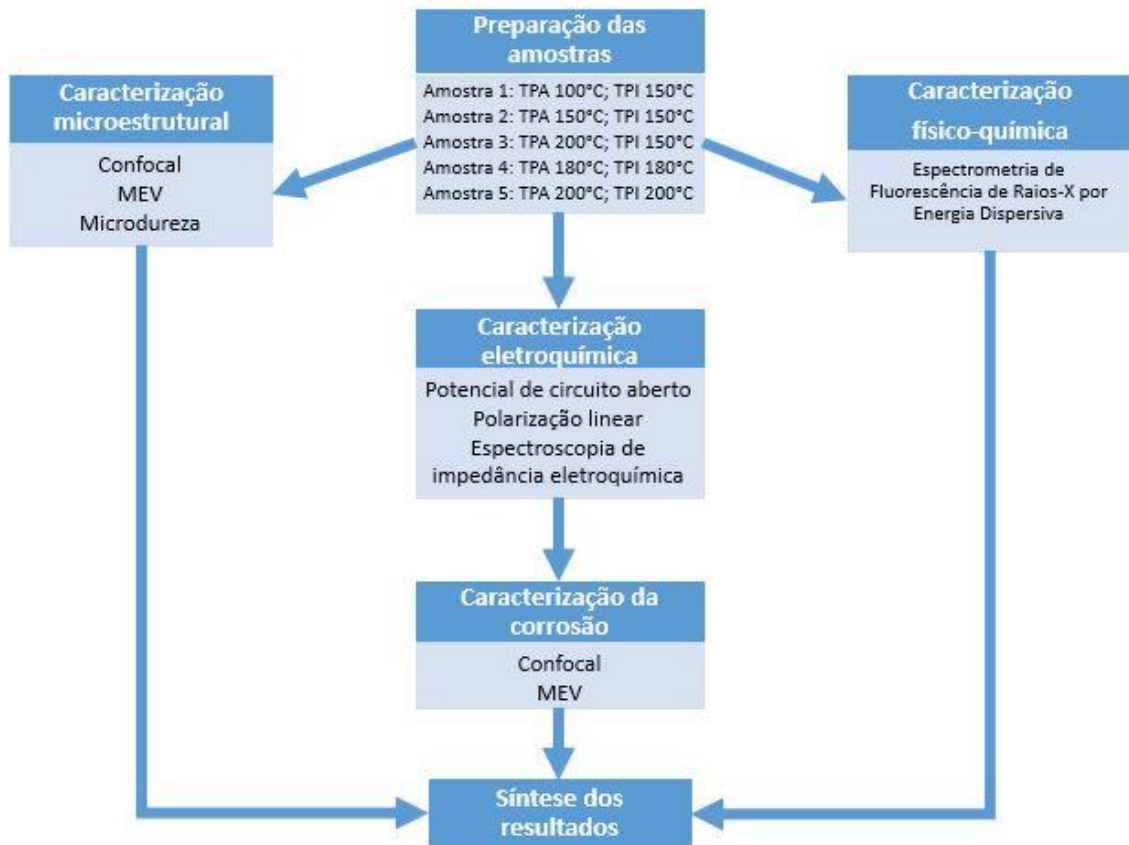 Preparação das
amostras
Amostra 1: TPA 100°C; TPI 150°C
Amostra 2: TPA 150°C; TPI 150°C
Amostra 3: TPA 200°C; TPI 150°C
Amostra 4: TPA 180°C; TPI 180°C
Amostra 5: TPA 200°C; TPI 200°C
Caracterização
microestrutural
Confocal
MEV
Microdureza
Caracterização
físico-química
Espectrometria de
Fluorescência de Raios-X por
Energia Dispersiva
Caracterização
eletroquímica
Potencial de circuito aberto
Polarização linear
Espectroscopia de
impedância eletroquímica
Caracterização da
corrosão
Confocal
MEV
Síntese dos
resultados